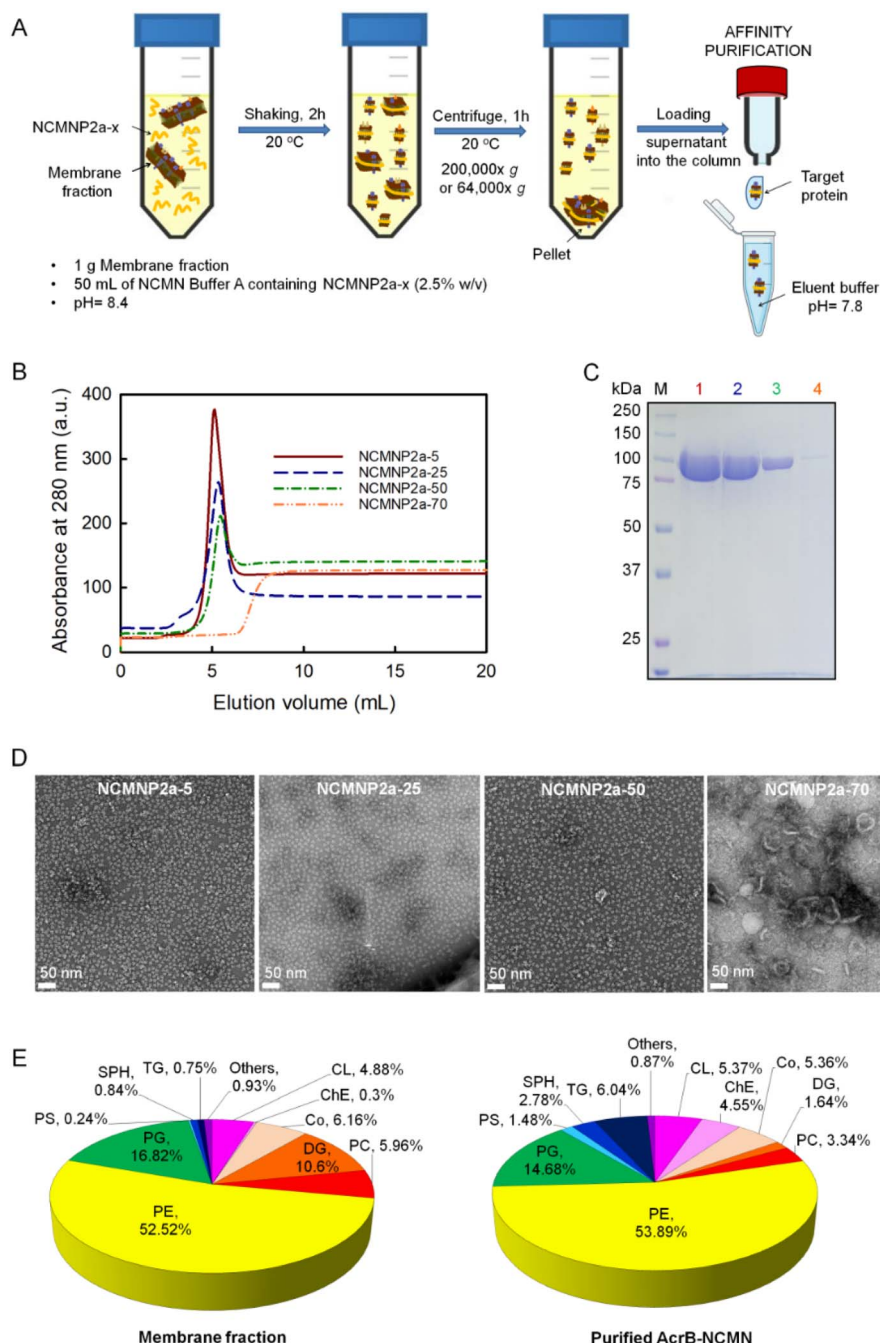 A
NCMNP2a-x
Membrane
fraction
Shaking, 2h
20 °C
Centrifuge, 1h
20 °C
200,000x g
or 64,000x g
Pellet
Loading
supernatant
into the column
AFFINITY
PURIFICATION
Target
protein
Eluent buffer
pH= 7.8
• 1 g Membrane fraction
• 50 mL of NCMN Buffer A containing NCMNP2a-x (2.5% w/v)
• pH= 8.4
B
Absorbance at 280 nm (a.u.)
400
300
200
100
0
0 5 10 15 20
Elution volume (mL)
NCMNP2a-5
NCMNP2a-25
NCMNP2a-50
NCMNP2a-70
C
kDa M 1 2 3 4
250
150
100
75
50
37
25
D
NCMNP2a-5 NCMNP2a-25 NCMNP2a-50 NCMNP2a-70
50 nm 50 nm 50 nm 50 nm
E
SPH,
0.84%
TG, 0.75%
Others,
0.93%
CL, 4.88%
ChE, 0.3%
Co, 6.16%
PC, 5.96%
DG,
10.6%
PS, 0.24%
PG,
16.82%
PE,
52.52%
Membrane fraction
Others,
0.87%
SPH,
2.78%
TG, 6.04%
CL, 5.37%
ChE,
4.55%
Co, 5.36%
DG,
1.64%
PC, 3.34%
PS, 1.48%
PG,
14.68%
PE,
53.89%
Purified AcrB-NCMN